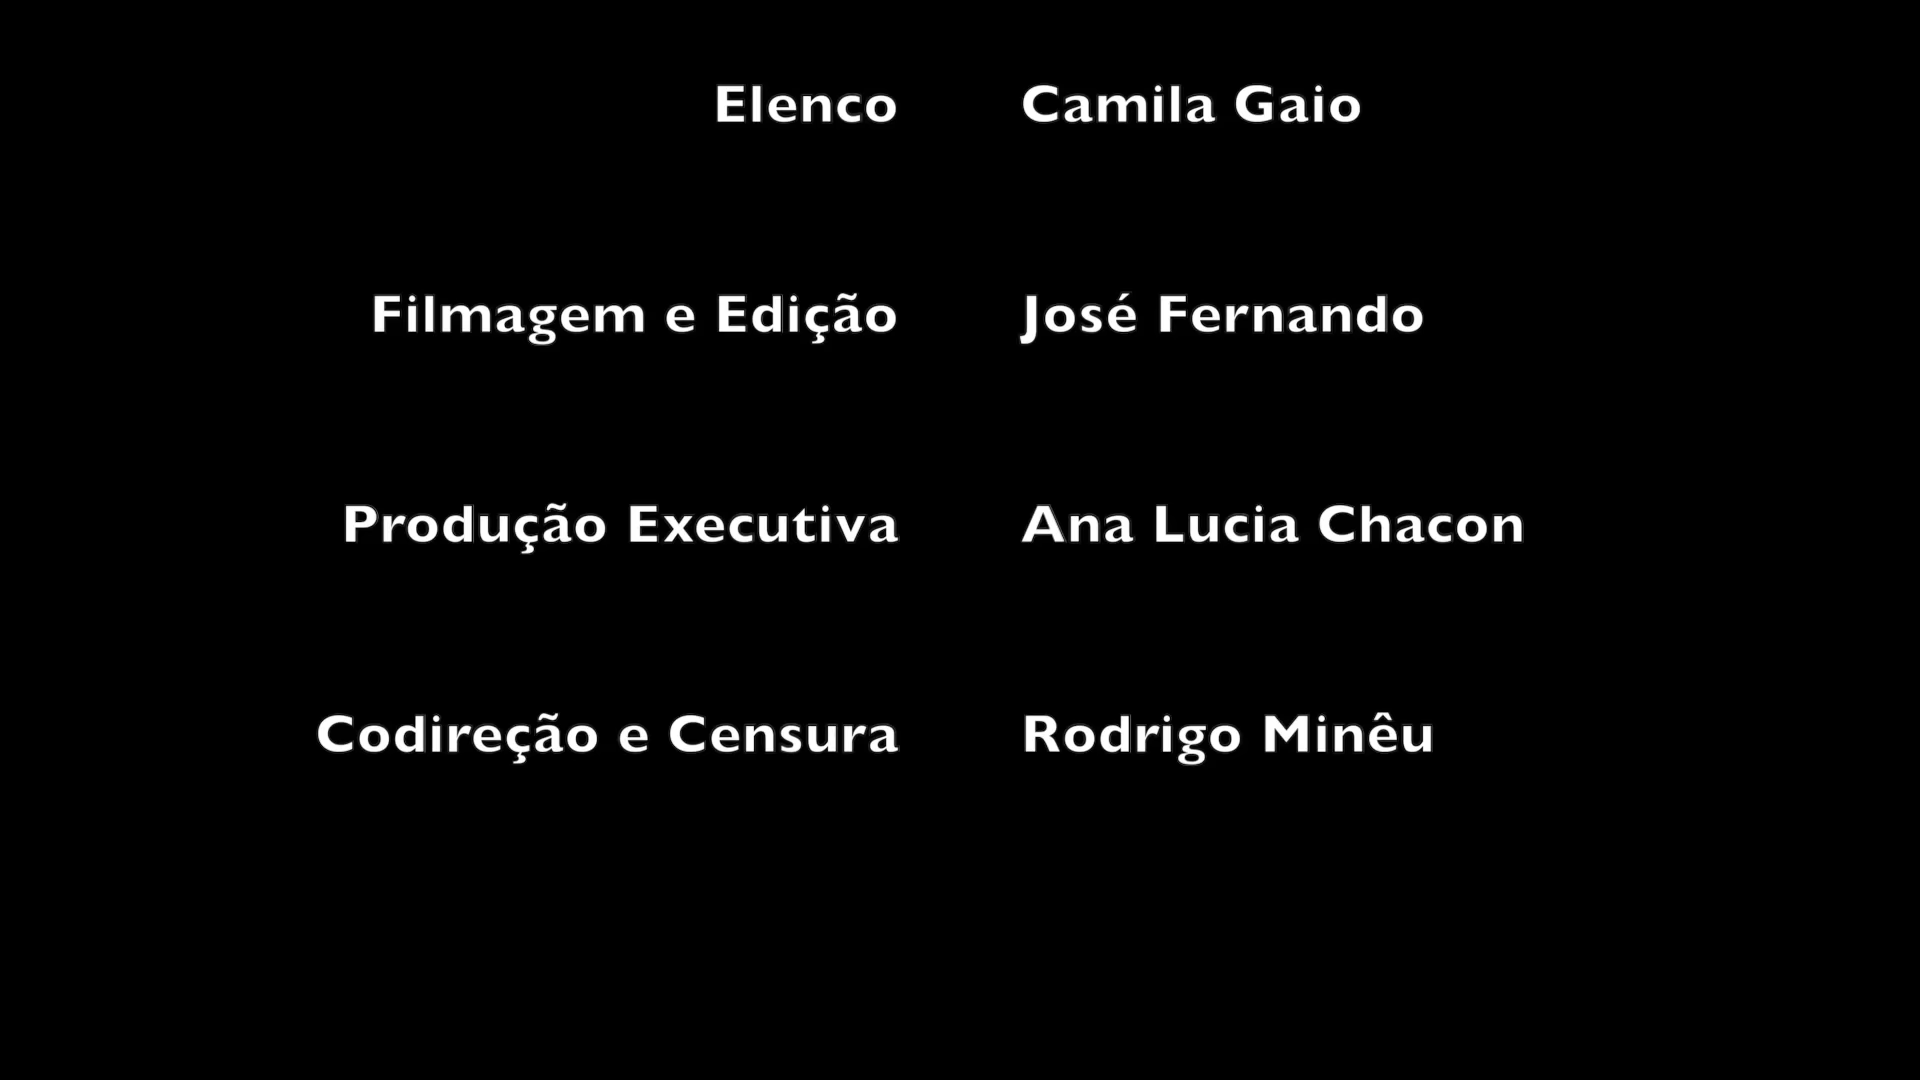 Elenco Camila Gaio
Filmagem e Edição José Fernando
Produção Executiva Ana Lucia Chacon
Codireção e Censura Rodrigo Minêu